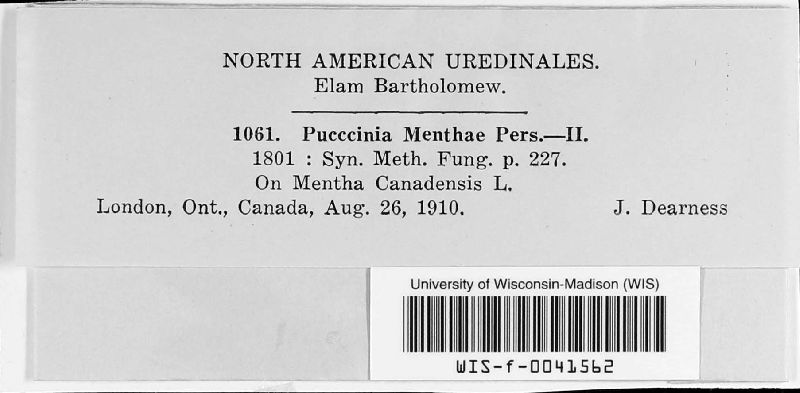 NORTH AMERICAN UREDINALES.
Elam Bartholomew.
1061. Pucccinia Menthae Pers.—II.
1801 : Syn. Meth. Fung. p. 227.
On Mentha Canadensis L.
London, Ont., Canada, Aug. 26, 1910. J. Dearness
University of Wisconsin-Madison (WIS)
WIS-f-0041562